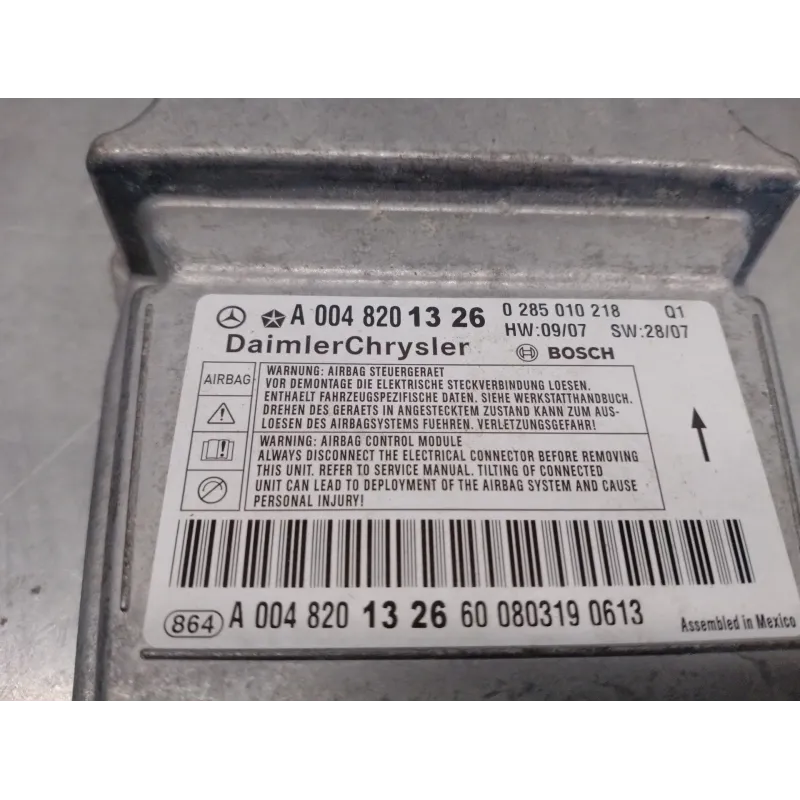 A 004 820 13 26 0 285 010 218 Q1
HW:09/07 SW:28/07
DaimlerChrysler BOSCH
AIRBAG
WARNUNG: AIRBAG STEUERGERAET
VOR DEMONTAGE DIE ELEKTRISCHE STECKVERBINDUNG LOESEN.
ENTHAELT FAHRZEUGSPEZIFISCHE DATEN. SIEHE WERKSTATTHANDBUCH.
DREHEN DES GERAETS IN ANGESTECKTEM ZUSTAND KANN ZUM AUS-
LOESEN DES AIRBAGSYSTEMS FUEHREN. VERLETZUNGSGEFAHR!
WARNING: AIRBAG CONTROL MODULE
ALWAYS DISCONNECT THE ELECTRICAL CONNECTOR BEFORE REMOVING
THIS UNIT. REFER TO SERVICE MANUAL. TILTING OF CONNECTED
UNIT CAN LEAD TO DEPLOYMENT OF THE AIRBAG SYSTEM AND CAUSE
PERSONAL INJURY!
864 A 004 820 13 26 60 080319 0613 Assembled in Mexico